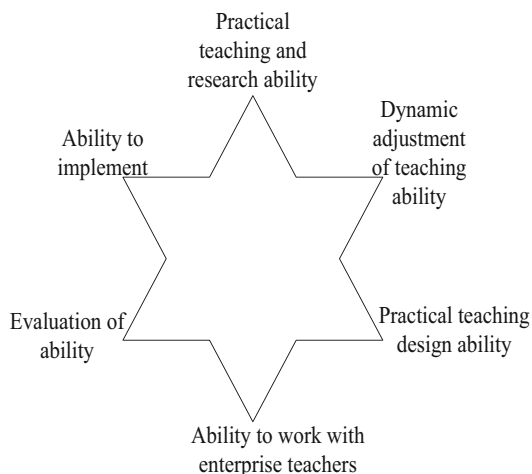 Practical
teaching and
research ability
Dynamic
adjustment
of teaching
ability
Ability to
implement
Evaluation of
ability
Practical teaching
design ability
Ability to work with
enterprise teachers